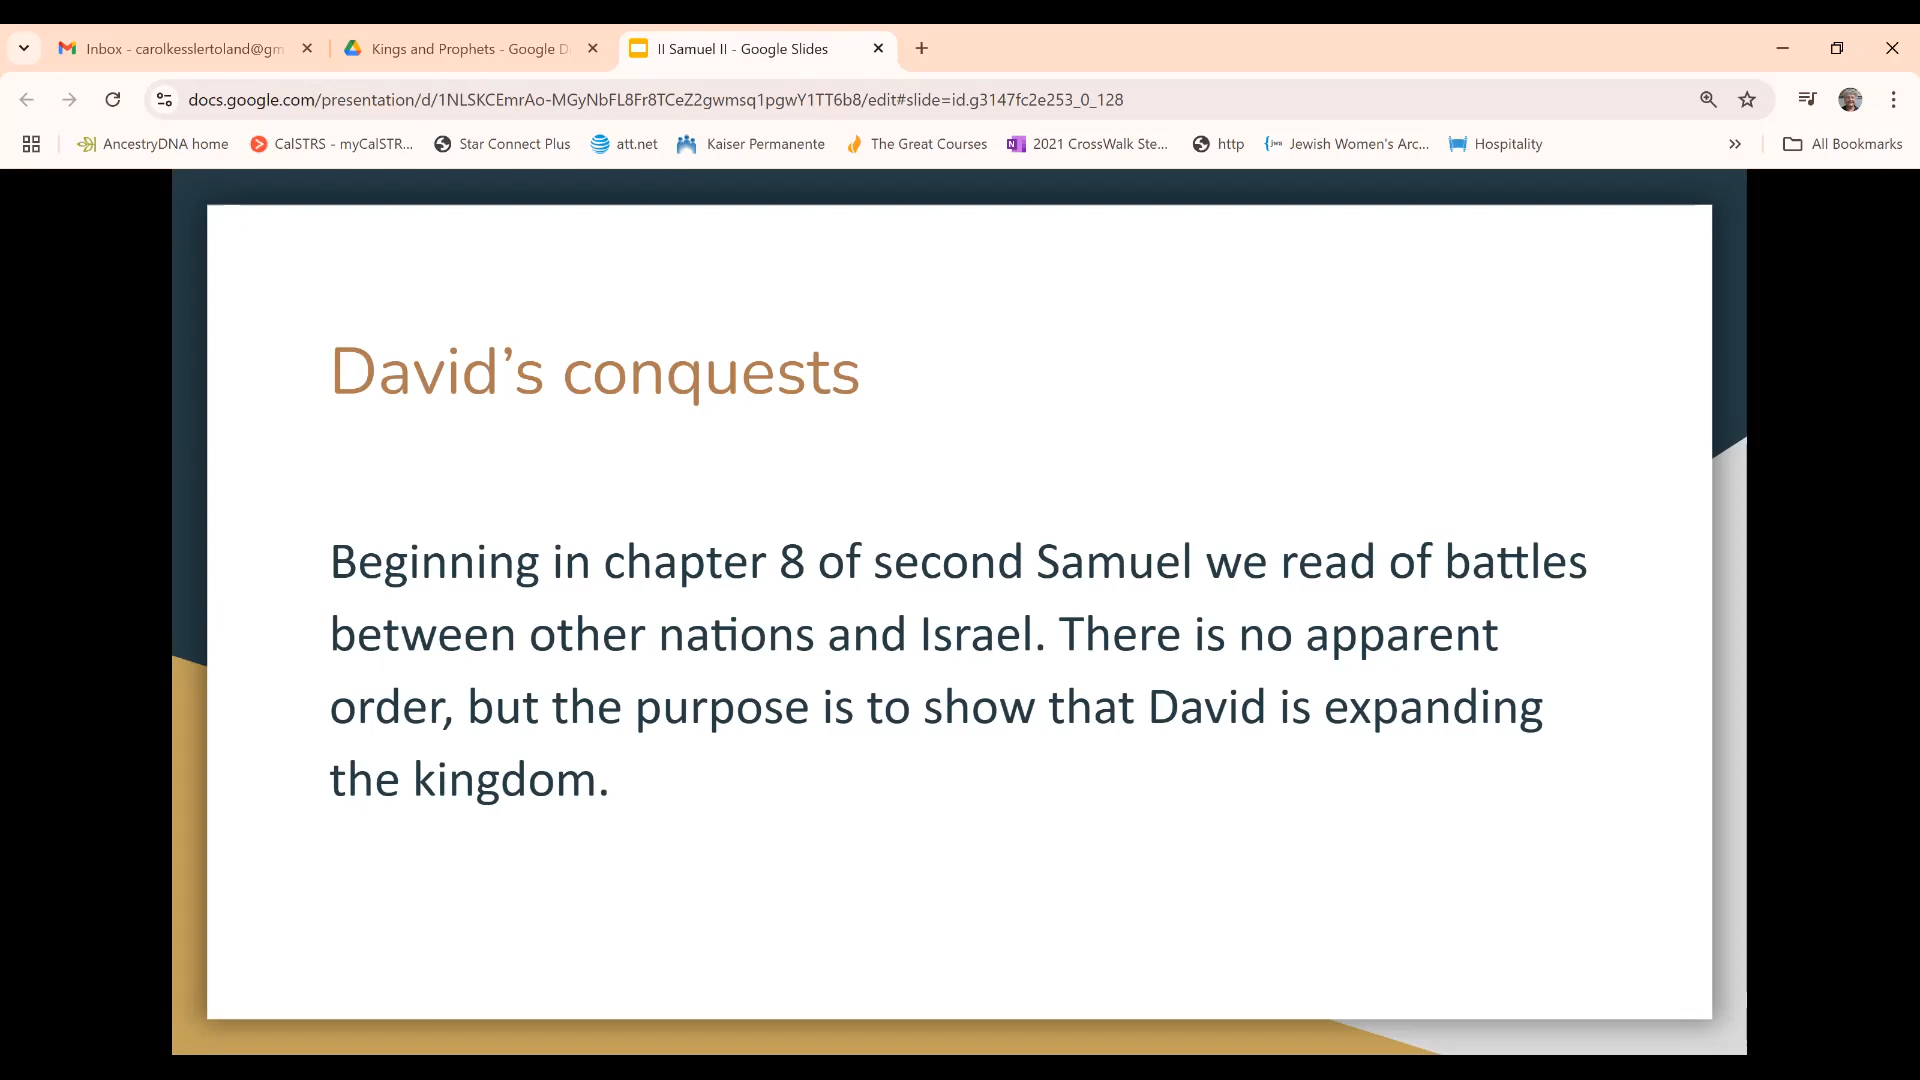 Inbox - carolkesslertoland@gm
Kings and Prophets - Google D
II Samuel II - Google Slides
docs.google.com/presentation/d/1NLSKCEmrAo-MGyNbFL8Fr8TCeZ2gwmsq1pgwY1TT6b8/edit#slide=id.g3147fc2e253_0_128
AncestryDNA home
CalSTRS - myCalSTR...
Star Connect Plus
att.net
Kaiser Permanente
The Great Courses
2021 CrossWalk Ste...
http
Jewish Women's Arc...
Hospitality
All Bookmarks
David’s conquests
Beginning in chapter 8 of second Samuel we read of battles
between other nations and Israel. There is no apparent
order, but the purpose is to show that David is expanding
the kingdom.